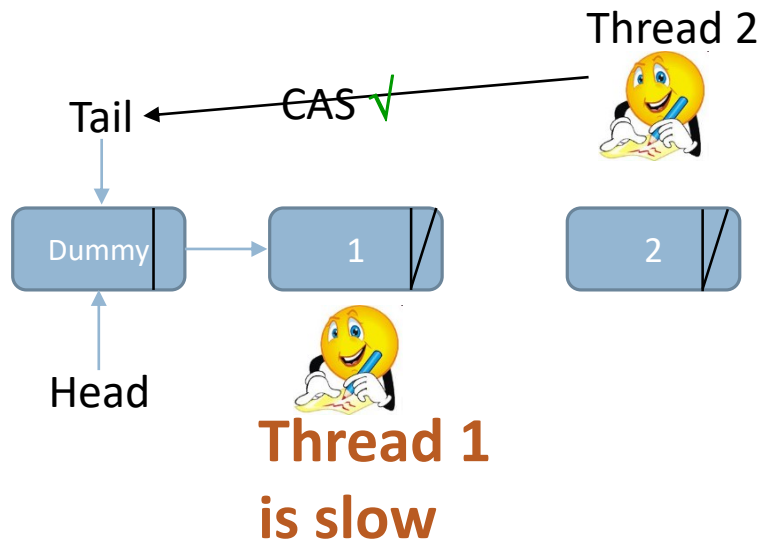 Thread 2
CAS √
Tail
Dummy
1
2
Head
Thread 1
is slow